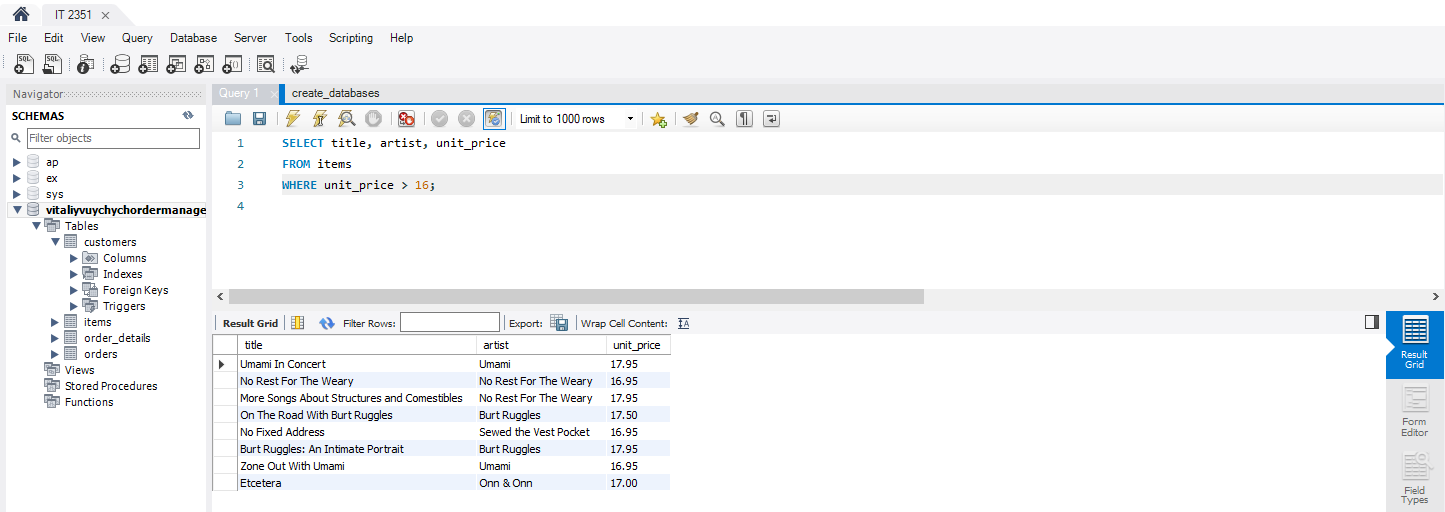 IT 2351
File Edit View Query Database Server Tools Scripting Help
Navigator
SCHEMAS
Filter objects
ap
ex
sys
vitaliyvuychychordermanage
Tables
customers
Columns
Indexes
Foreign Keys
Triggers
items
order_details
orders
Views
Stored Procedures
Functions
Query 1 create_databases
Limit to 1000 rows
1 SELECT title, artist, unit_price
2 FROM items
3 WHERE unit_price > 16;
4
Result Grid Filter Rows: Export: Wrap Cell Content:
title artist unit_price
Umami In Concert Umami 17.95
No Rest For The Weary No Rest For The Weary 16.95
More Songs About Structures and Comestibles No Rest For The Weary 17.95
On The Road With Burt Ruggles Burt Ruggles 17.50
No Fixed Address Sewed the Vest Pocket 16.95
Burt Ruggles: An Intimate Portrait Burt Ruggles 17.95
Zone Out With Umami Umami 16.95
Etcetera Onn & Onn 17.00
Result
Grid
Form
Editor
Field
Types